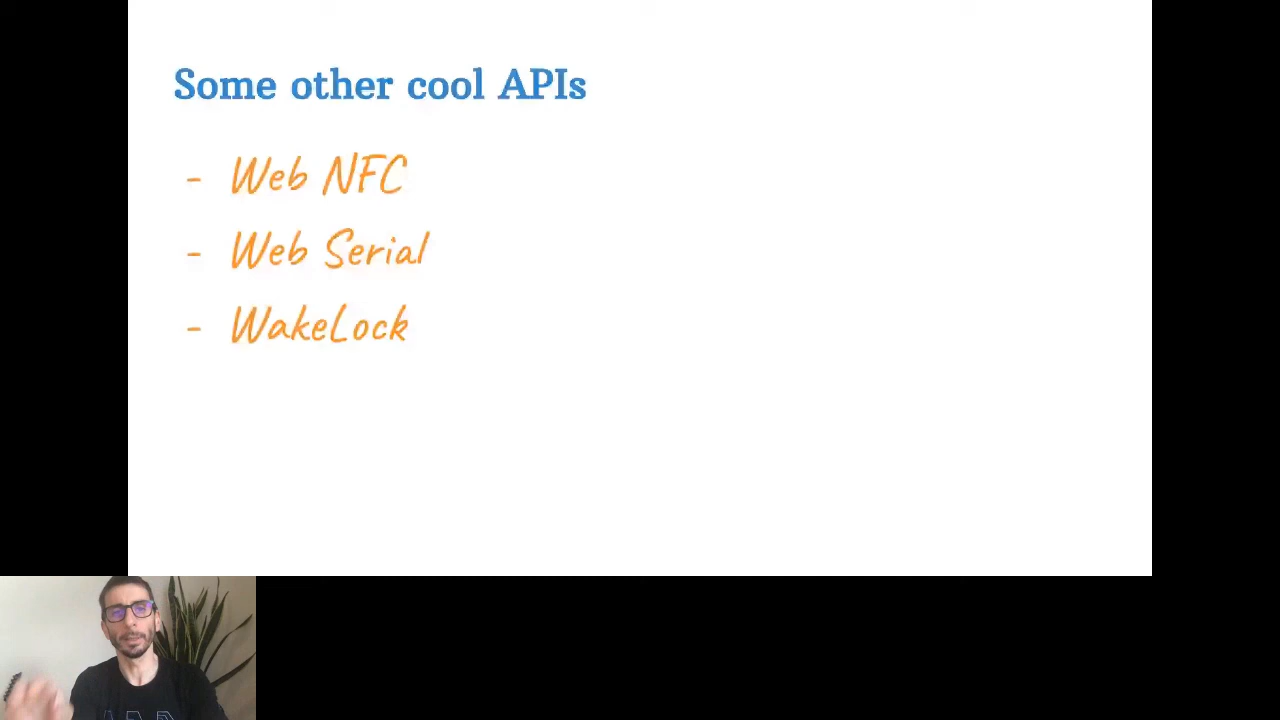 Some other cool APIs
- Web NFC
- Web Serial
- WakeLock